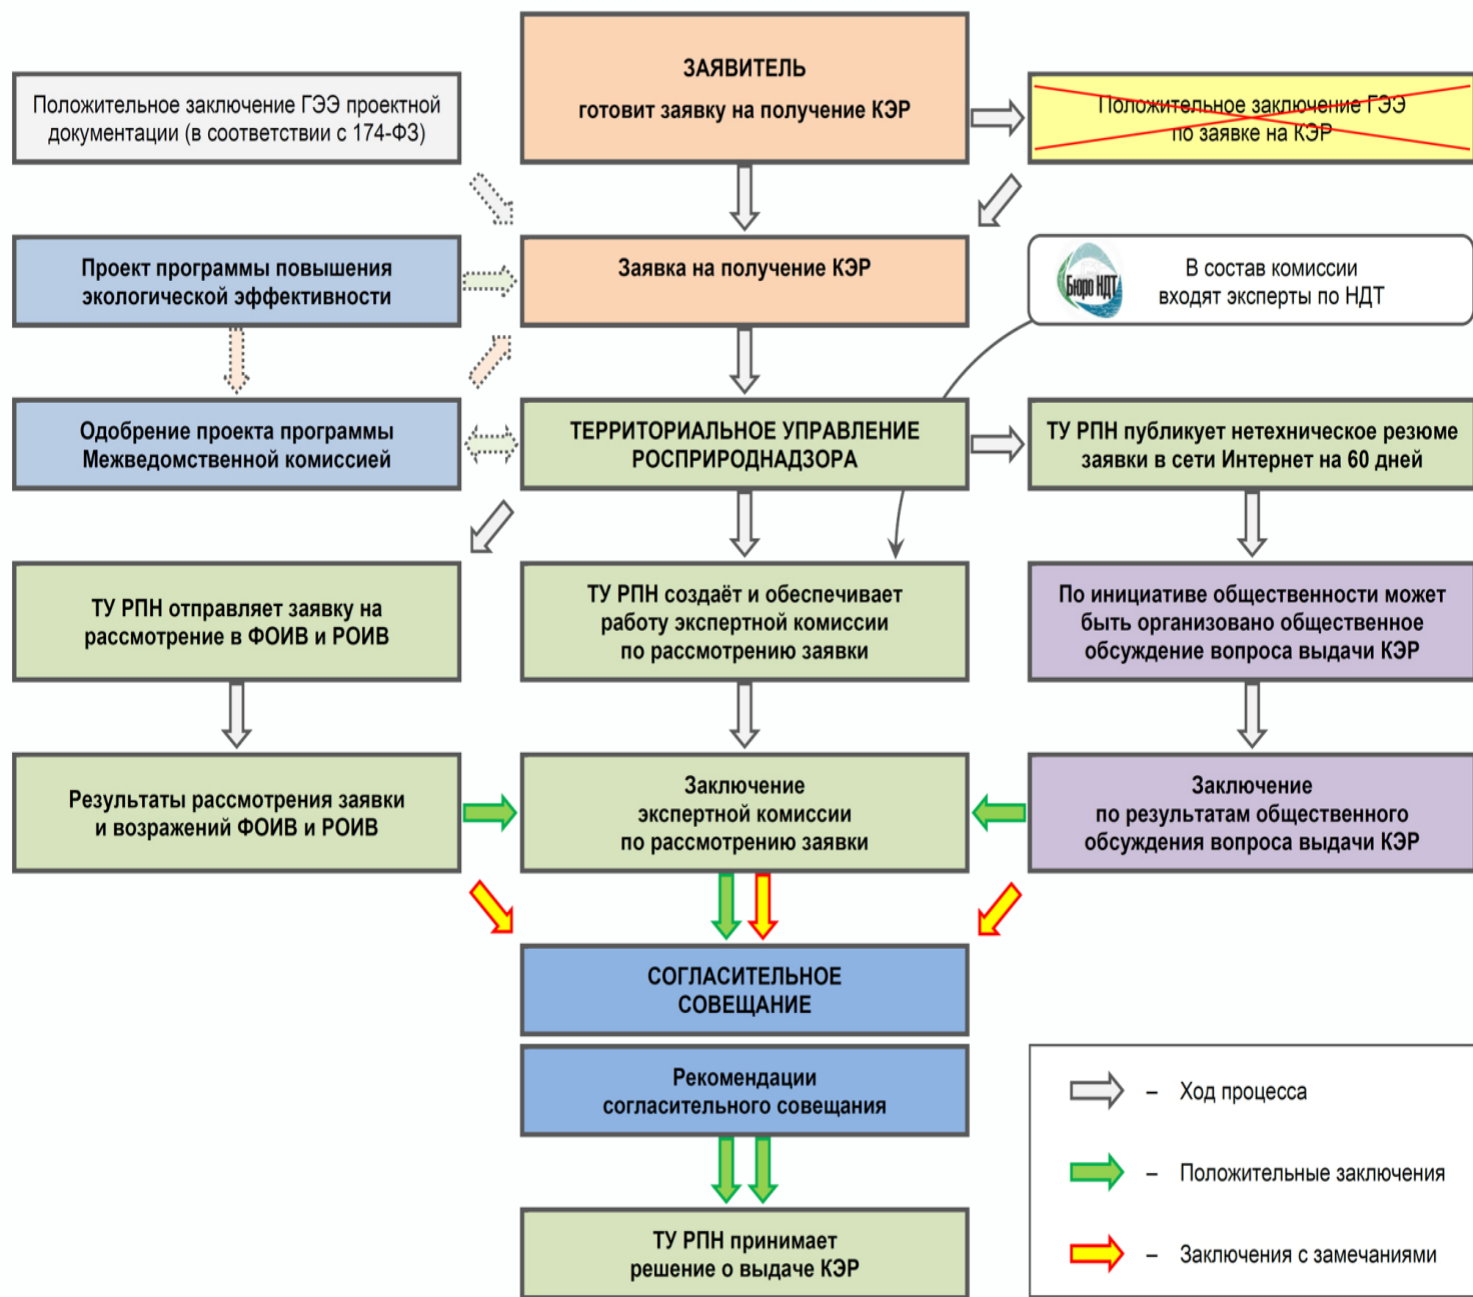 ЗАЯВИТЕЛЬ
готовит заявку на получение КЭР
Положительное заключение ГЭЭ проектной
документации (в соответствии с 174-ФЗ)
Положительное заключение ГЭЭ
по заявке на КЭР
Проект программы повышения
экологической эффективности
Заявка на получение КЭР
Бюро НДТ
В состав комиссии
входят эксперты по НДТ
Одобрение проекта программы
Межведомственной комиссией
ТЕРРИТОРИАЛЬНОЕ УПРАВЛЕНИЕ
РОСПРИРОДНАДЗОРА
ТУ РПН публикует нетехническое резюме
заявки в сети Интернет на 60 дней
ТУ РПН отправляет заявку на
рассмотрение в ФОИВ и РОИВ
ТУ РПН создаёт и обеспечивает
работу экспертной комиссии
по рассмотрению заявки
По инициативе общественности может
быть организовано общественное
обсуждение вопроса выдачи КЭР
Результаты рассмотрения заявки
и возражений ФОИВ и РОИВ
Заключение
экспертной комиссии
по рассмотрению заявки
Заключение
по результатам общественного
обсуждения вопроса выдачи КЭР
СОГЛАСИТЕЛЬНОЕ
СОВЕЩАНИЕ
Рекомендации
согласительного совещания
ТУ РПН принимает
решение о выдаче КЭР
– Ход процесса
– Положительные заключения
– Заключения с замечаниями